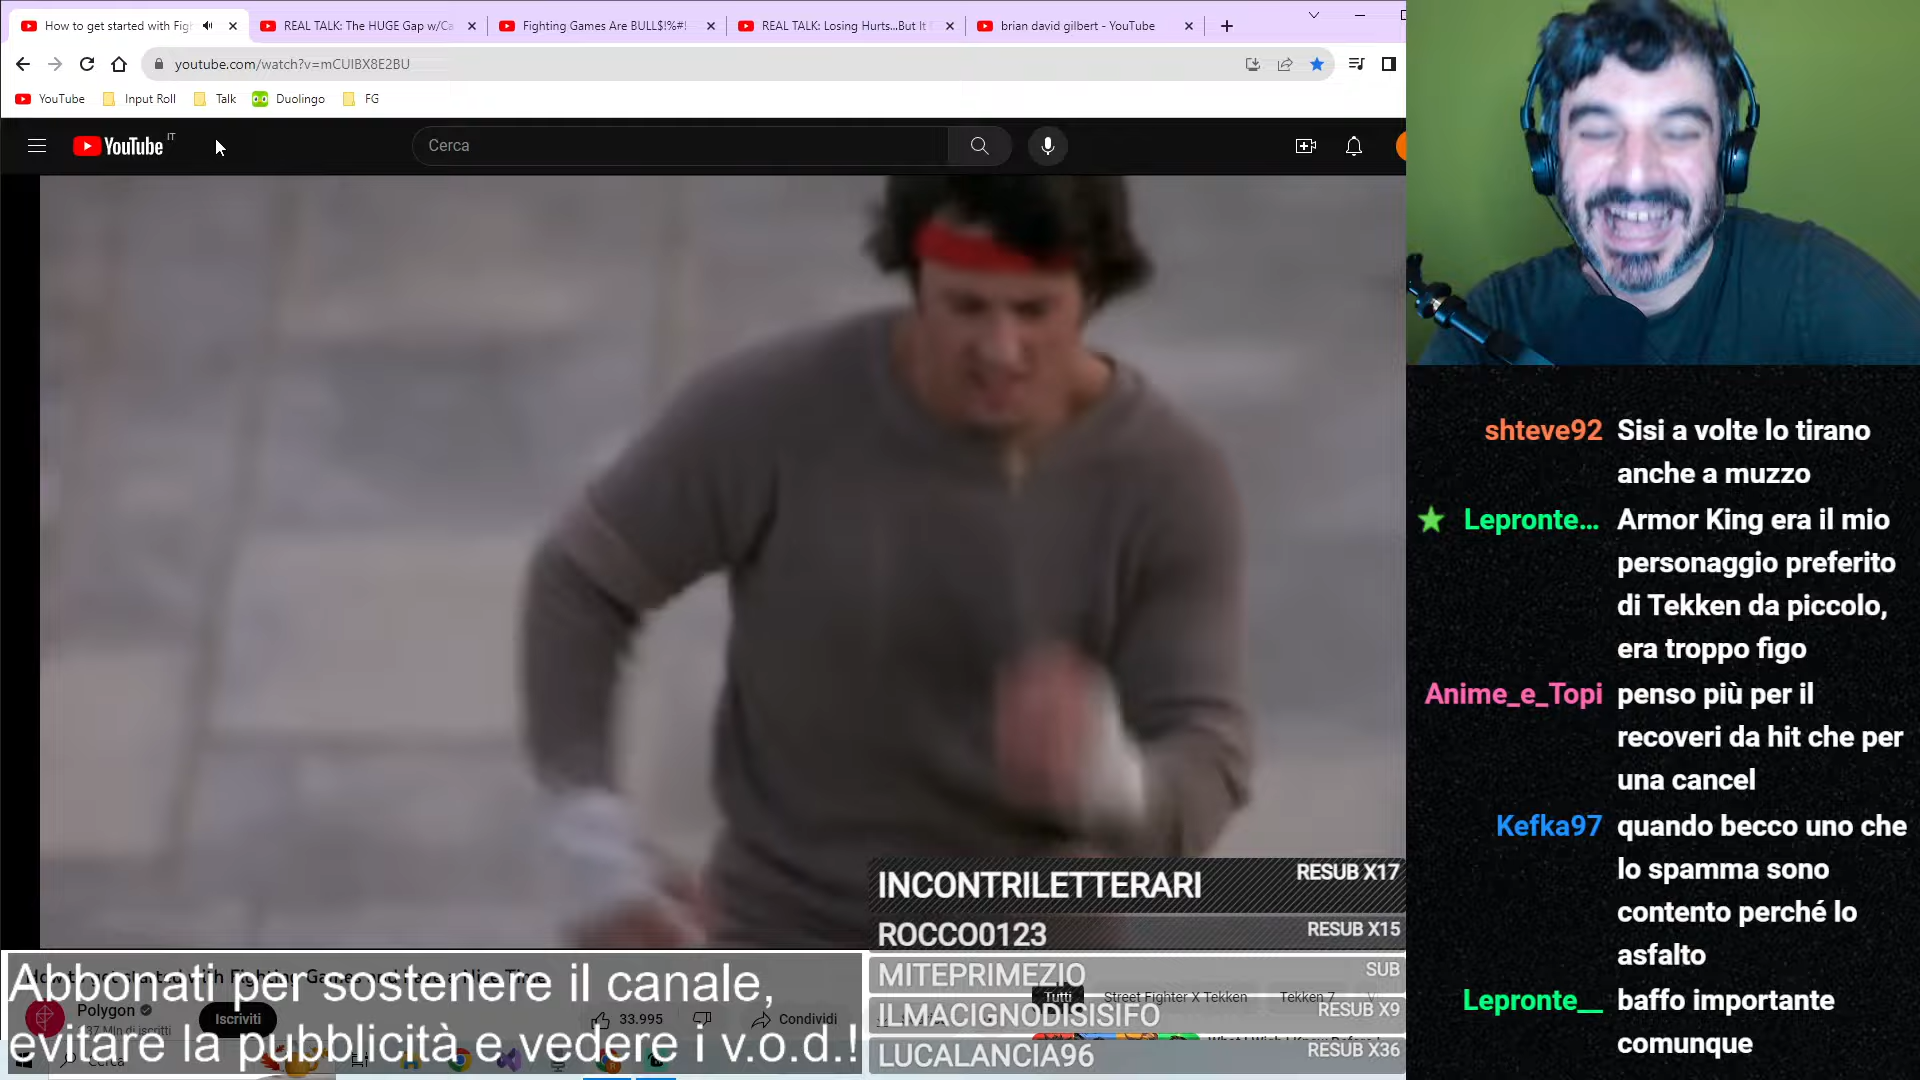 How to get started with Figh
REAL TALK: The HUGE Gap w/Ca
Fighting Games Are BULL$!%#!
REAL TALK: Losing Hurts...But It
brian david gilbert - YouTube
youtube.com/watch?v=mCUIBX8E2BU
YouTube
Input Roll
Talk
Duolingo
FG
YouTube IT
Cerca
shteve92 Sisi a volte lo tirano
anche a muzzo
Lepronte... Armor King era il mio
personaggio preferito
di Tekken da piccolo,
era troppo figo
Anime_e_Topi penso più per il
recoveri da hit che per
una cancel
Kefka97 quando becco uno che
lo spamma sono
contento perché lo
asfalto
Lepronte__ baffo importante
comunque
INCONTRILETTERARI RESUB X17
ROCCO0123 RESUB X15
MITEPRIMEZIO SUB
ILMACIGNODISISIFO RESUB X9
LUCALANCIA96 RESUB X36
Abbonati per sostenere il canale,
evitare la pubblicità e vedere i v.o.d.!
Polygon
Iscriviti
33.995
Condividi
Tutti
Street Fighter X Tekken
Tekken 7
Cerca